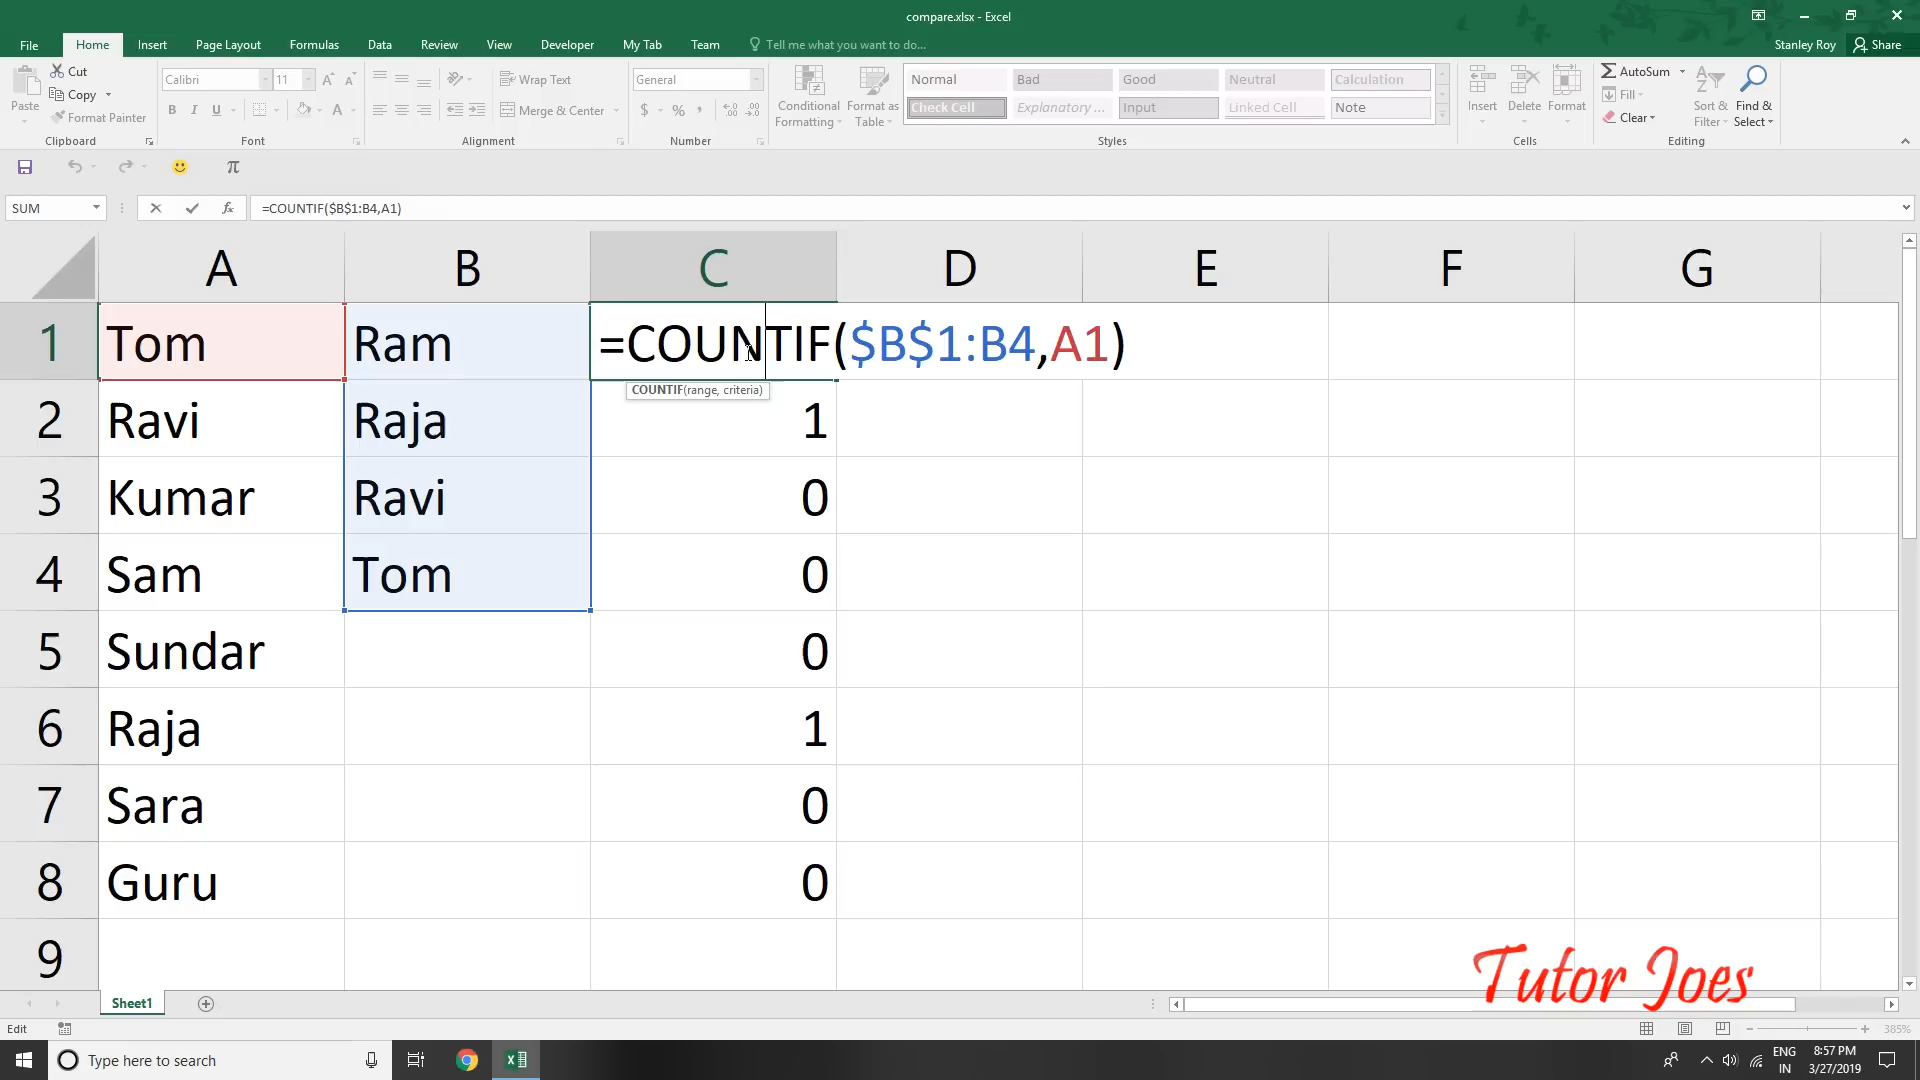 compare.xlsx - Excel
File Home Insert Page Layout Formulas Data Review View Developer My Tab Team Tell me what you want to do... Stanley Roy Share
Paste
Cut
Copy
Format Painter
Clipboard
Calibri 11
B I U
Font
Wrap Text
Merge & Center
Alignment
General
$ % ,
Number
Conditional Formatting
Format as Table
Normal Bad Good Neutral Calculation
Check Cell Explanatory ... Input Linked Cell Note
Styles
Insert Delete Format
Cells
AutoSum
Fill
Clear
Sort & Filter
Find & Select
Editing
SUM =COUNTIF($B$1:B4,A1)
A B C D E F G
1 Tom Ram =COUNTIF($B$1:B4,A1)
COUNTIF(range, criteria)
2 Ravi Raja 1
3 Kumar Ravi 0
4 Sam Tom 0
5 Sundar 0
6 Raja 1
7 Sara 0
8 Guru 0
9
Tutor Joes
Sheet1
Edit 385%
Type here to search
ENG
IN
8:57 PM
3/27/2019